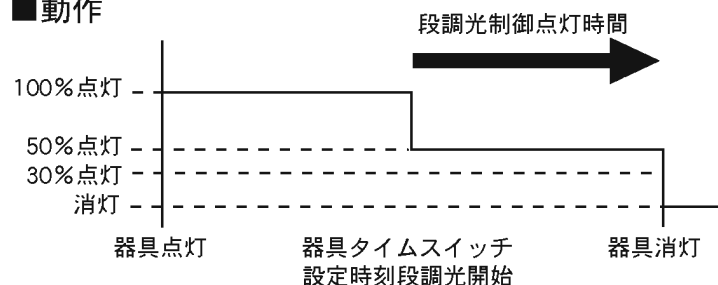 ■動作
段調光制御点灯時間
100%点灯
50%点灯
30%点灯
消灯
器具点灯
器具タイムスイッチ
設定時刻段調光開始
器具消灯